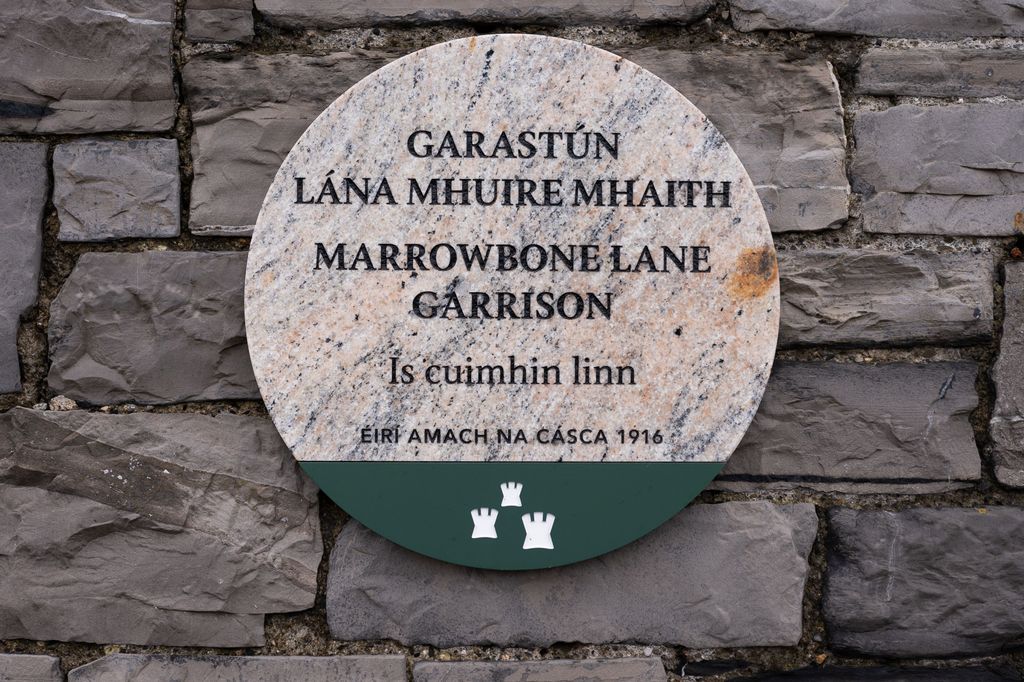 GARASTÚN
LÁNA MHUIRE MHAITH
MARROWBONE LANE
GARRISON
Is cuimhin linn
ÉIRÍ AMACH NA CÁSCA 1916